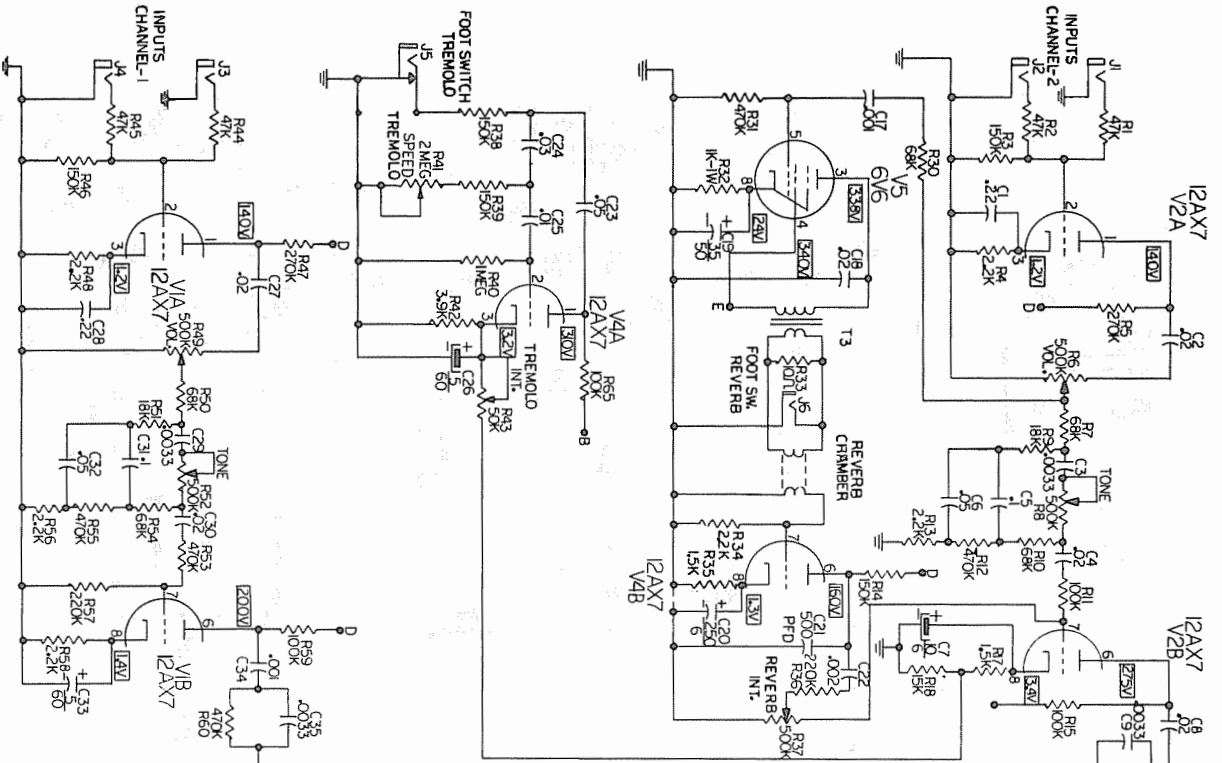 INPUTS
CHANNEL-2
J1
R1
47K
J2
R2
47K
R3
150K
C1
.22
R4
2.2K
2
1
3
1.2V
140V
12AX7
V2A
D
R5
270K
C2
.02
R6
500K
VOL.
R30
68K
C17
.001
R31
470K
V5
6V6
5
3
8
4
338V
340V
24V
R32
1K-1W
C19
35
50
C18
.02
E
T3
R33
10Ω
J6
FOOT SW.
REVERB
REVERB
CHAMBER
R7
68K
R9
18K
C3
.0033
TONE
R8
500K
C5
.1
C6
.05
R10
68K
R12
470K
R13
2.2K
C4
.02
R11
100K
12AX7
V2B
7
6
8
275V
3.4V
R17
1.5K
R18
15K
C7
10
6
R15
100K
C8
.02
C9
.0033
R34
2.2K
R35
1.5K
7
6
8
160V
1.3V
12AX7
V4B
D
R14
150K
C20
250
6
C21
500
PFD
C22
.002
R36
220K
REVERB
INT.
R37
500K
FOOT SWITCH
TREMOLO
J5
R38
150K
C24
.03
C23
.05
R41
2 MEG
SPEED
TREMOLO
R39
150K
C25
.01
R40
1MEG
R42
3.9K
2
1
3
310V
3.2V
12AX7
V4A
R65
100K
B
TREMOLO
INT.
C26
5
60
R43
50K
INPUTS
CHANNEL-1
J3
R44
47K
J4
R45
47K
R46
150K
2
1
3
140V
1.2V
V1A
12AX7
D
R47
270K
C27
.02
R48
2.2K
C28
.22
R49
500K
VOL.
R50
68K
R51
18K
C29
.0033
TONE
R52
500K
C31
.1
C32
.05
R54
68K
R55
470K
R56
2.2K
C30
.02
R53
470K
R57
220K
7
6
8
200V
1.4V
V1B
12AX7
D
R59
100K
R58
2.2K
C33
5
60
C34
.001
R60
470K
C35
.0033